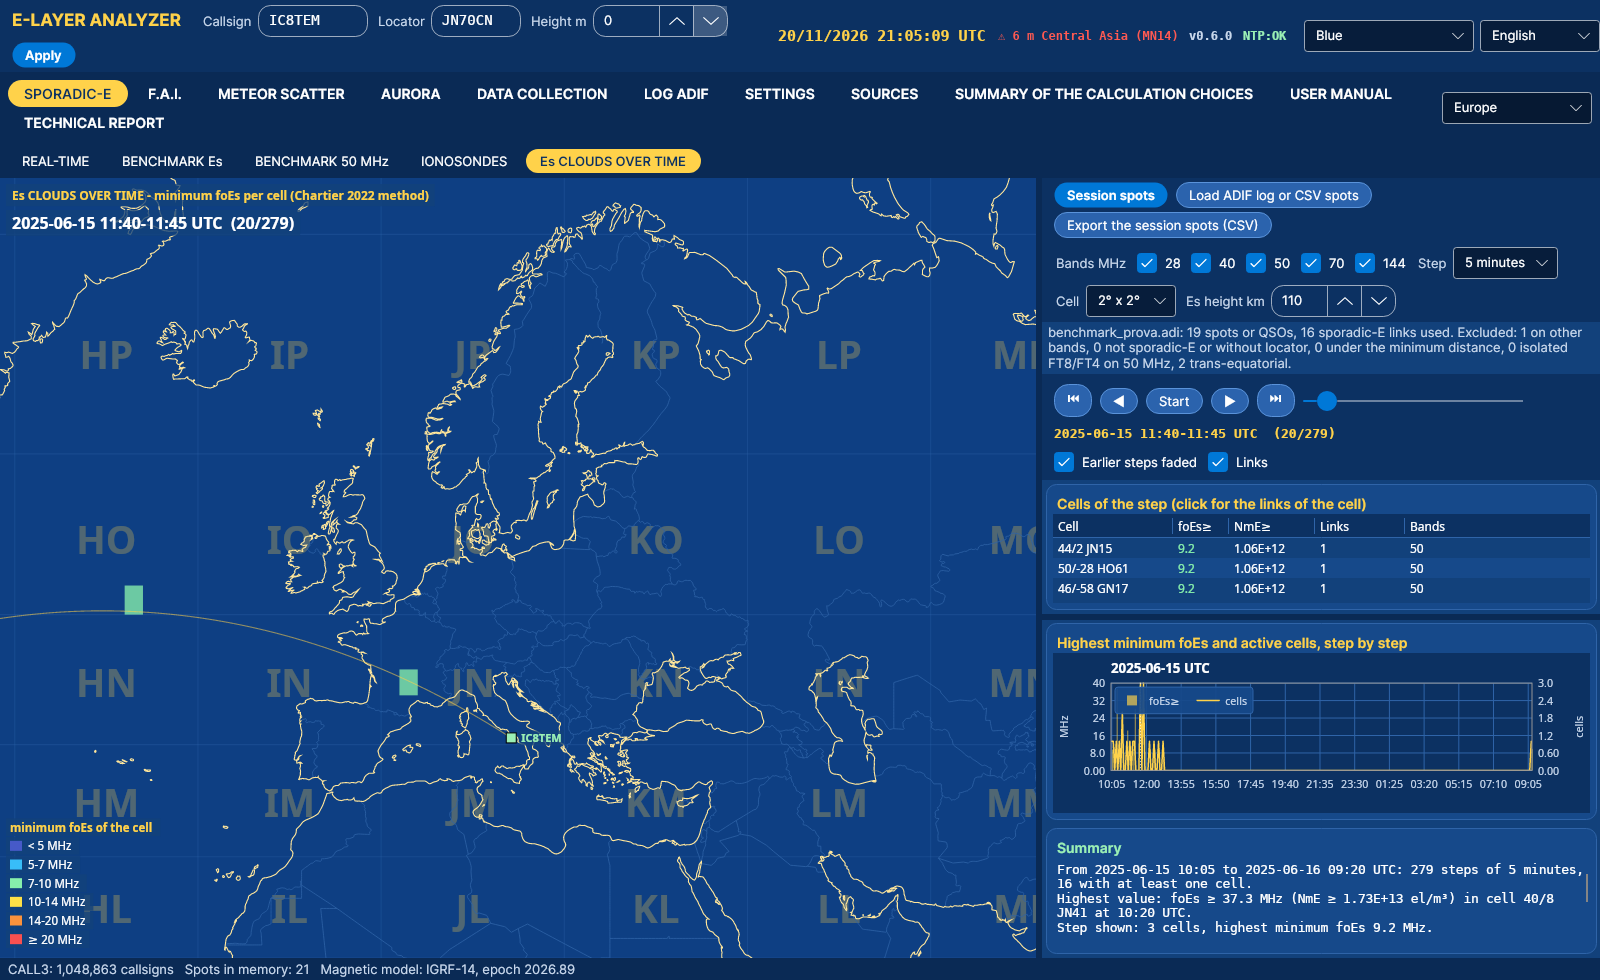 E-LAYER ANALYZER
Callsign IC8TEM Locator JN70CN Height m 0
Apply
20/11/2026 21:05:09 UTC ⚠ 6 m Central Asia (MN14) v0.6.0 NTP:OK
Blue English
SPORADIC-E F.A.I. METEOR SCATTER AURORA DATA COLLECTION LOG ADIF SETTINGS SOURCES SUMMARY OF THE CALCULATION CHOICES USER MANUAL
TECHNICAL REPORT
Europe
REAL-TIME BENCHMARK Es BENCHMARK 50 MHz IONOSONDES Es CLOUDS OVER TIME
Es CLOUDS OVER TIME - minimum foEs per cell (Chartier 2022 method)
2025-06-15 11:40-11:45 UTC (20/279)
HP IP JP KP LP
HO IO JO KO LO MO
HN IN JN KN LN
IC8TEM
HM IM JM KM LM
HL IL JL KL
minimum foEs of the cell
< 5 MHz
5-7 MHz
7-10 MHz
10-14 MHz
14-20 MHz
≥ 20 MHz
Session spots Load ADIF log or CSV spots
Export the session spots (CSV)
Bands MHz 28 40 50 70 144 Step 5 minutes
Cell 2° x 2° Es height km 110
benchmark_prova.adi: 19 spots or QSOs, 16 sporadic-E links used. Excluded: 1 on other
bands, 0 not sporadic-E or without locator, 0 under the minimum distance, 0 isolated
FT8/FT4 on 50 MHz, 2 trans-equatorial.
⏮ ◀ Start ▶ ⏭
2025-06-15 11:40-11:45 UTC (20/279)
Earlier steps faded Links
Cells of the step (click for the links of the cell)
Cell foEs≥ NmE≥ Links Bands
44/2 JN15 9.2 1.06E+12 1 50
50/-28 HO61 9.2 1.06E+12 1 50
46/-58 GN17 9.2 1.06E+12 1 50
Highest minimum foEs and active cells, step by step
2025-06-15 UTC
foEs≥ cells
MHz
40
32
24
16
8.0
0.00
3.0
2.4
1.8
1.2
0.60
0.00
cells
10:05 12:00 13:55 15:50 17:45 19:40 21:35 23:30 01:25 03:20 05:15 07:10 09:05
Summary
From 2025-06-15 10:05 to 2025-06-16 09:20 UTC: 279 steps of 5 minutes,
16 with at least one cell.
Highest value: foEs ≥ 37.3 MHz (NmE ≥ 1.73E+13 el/m³) in cell 40/8
JN41 at 10:20 UTC.
Step shown: 3 cells, highest minimum foEs 9.2 MHz.
CALL3: 1,048,863 callsigns Spots in memory: 21 Magnetic model: IGRF-14, epoch 2026.89